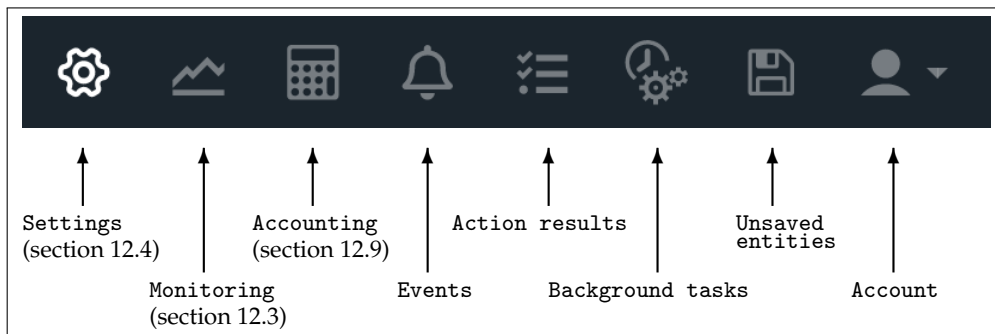 Settings
(section 12.4)
Accounting
(section 12.9)
Action results
Unsaved
entities
Monitoring
(section 12.3)
Events
Background tasks
Account